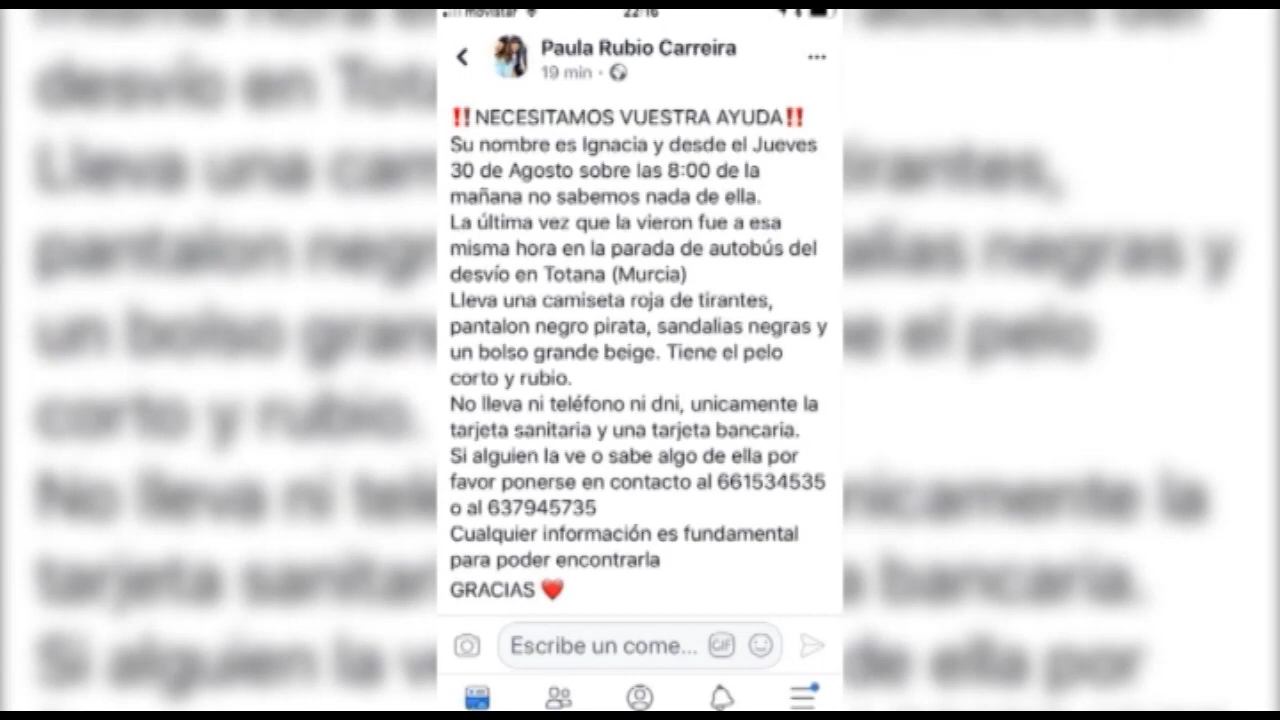 movistar 22:16
Paula Rubio Carreira
19 min ·
‼️NECESITAMOS VUESTRA AYUDA‼️
Su nombre es Ignacia y desde el Jueves
30 de Agosto sobre las 8:00 de la
mañana no sabemos nada de ella.
La última vez que la vieron fue a esa
misma hora en la parada de autobús del
desvío en Totana (Murcia)
Lleva una camiseta roja de tirantes,
pantalon negro pirata, sandalias negras y
un bolso grande beige. Tiene el pelo
corto y rubio.
No lleva ni teléfono ni dni, unicamente la
tarjeta sanitaria y una tarjeta bancaria.
Si alguien la ve o sabe algo de ella por
favor ponerse en contacto al 661534535
o al 637945735
Cualquier información es fundamental
para poder encontrarla
GRACIAS ❤️
Escribe un come... GIF